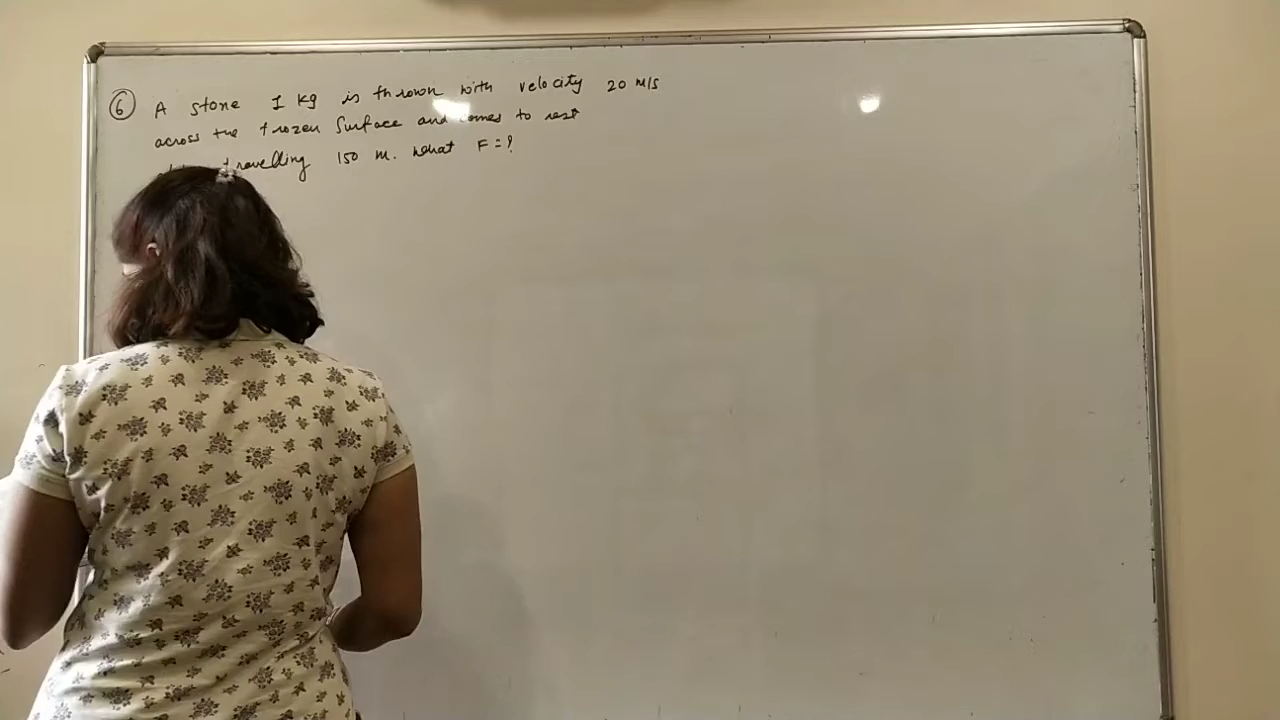 6 A stone 1 kg is thrown with velocity 20 m/s
across the frozen surface and comes to rest
travelling 150 m. what F = ?